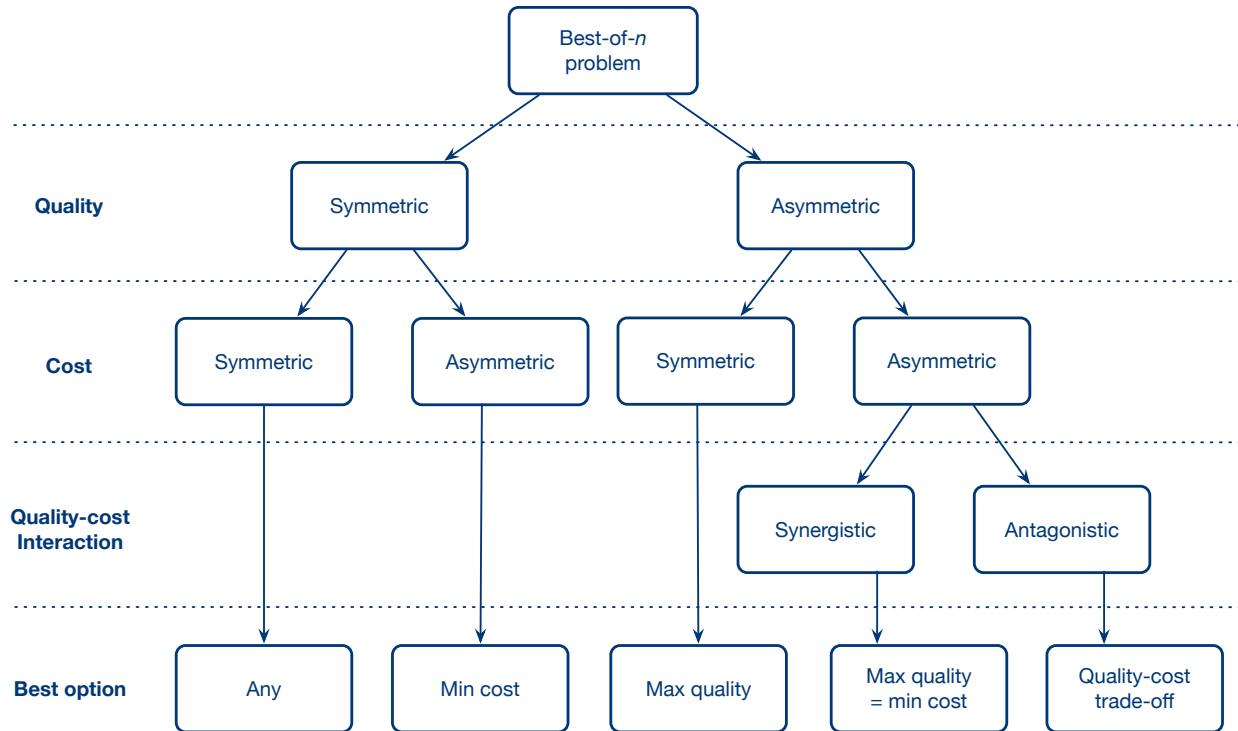 Best-of-n
problem
Quality
Symmetric
Asymmetric
Cost
Symmetric
Asymmetric
Symmetric
Asymmetric
Quality-cost
Interaction
Synergistic
Antagonistic
Best option
Any
Min cost
Max quality
Max quality
= min cost
Quality-cost
trade-off